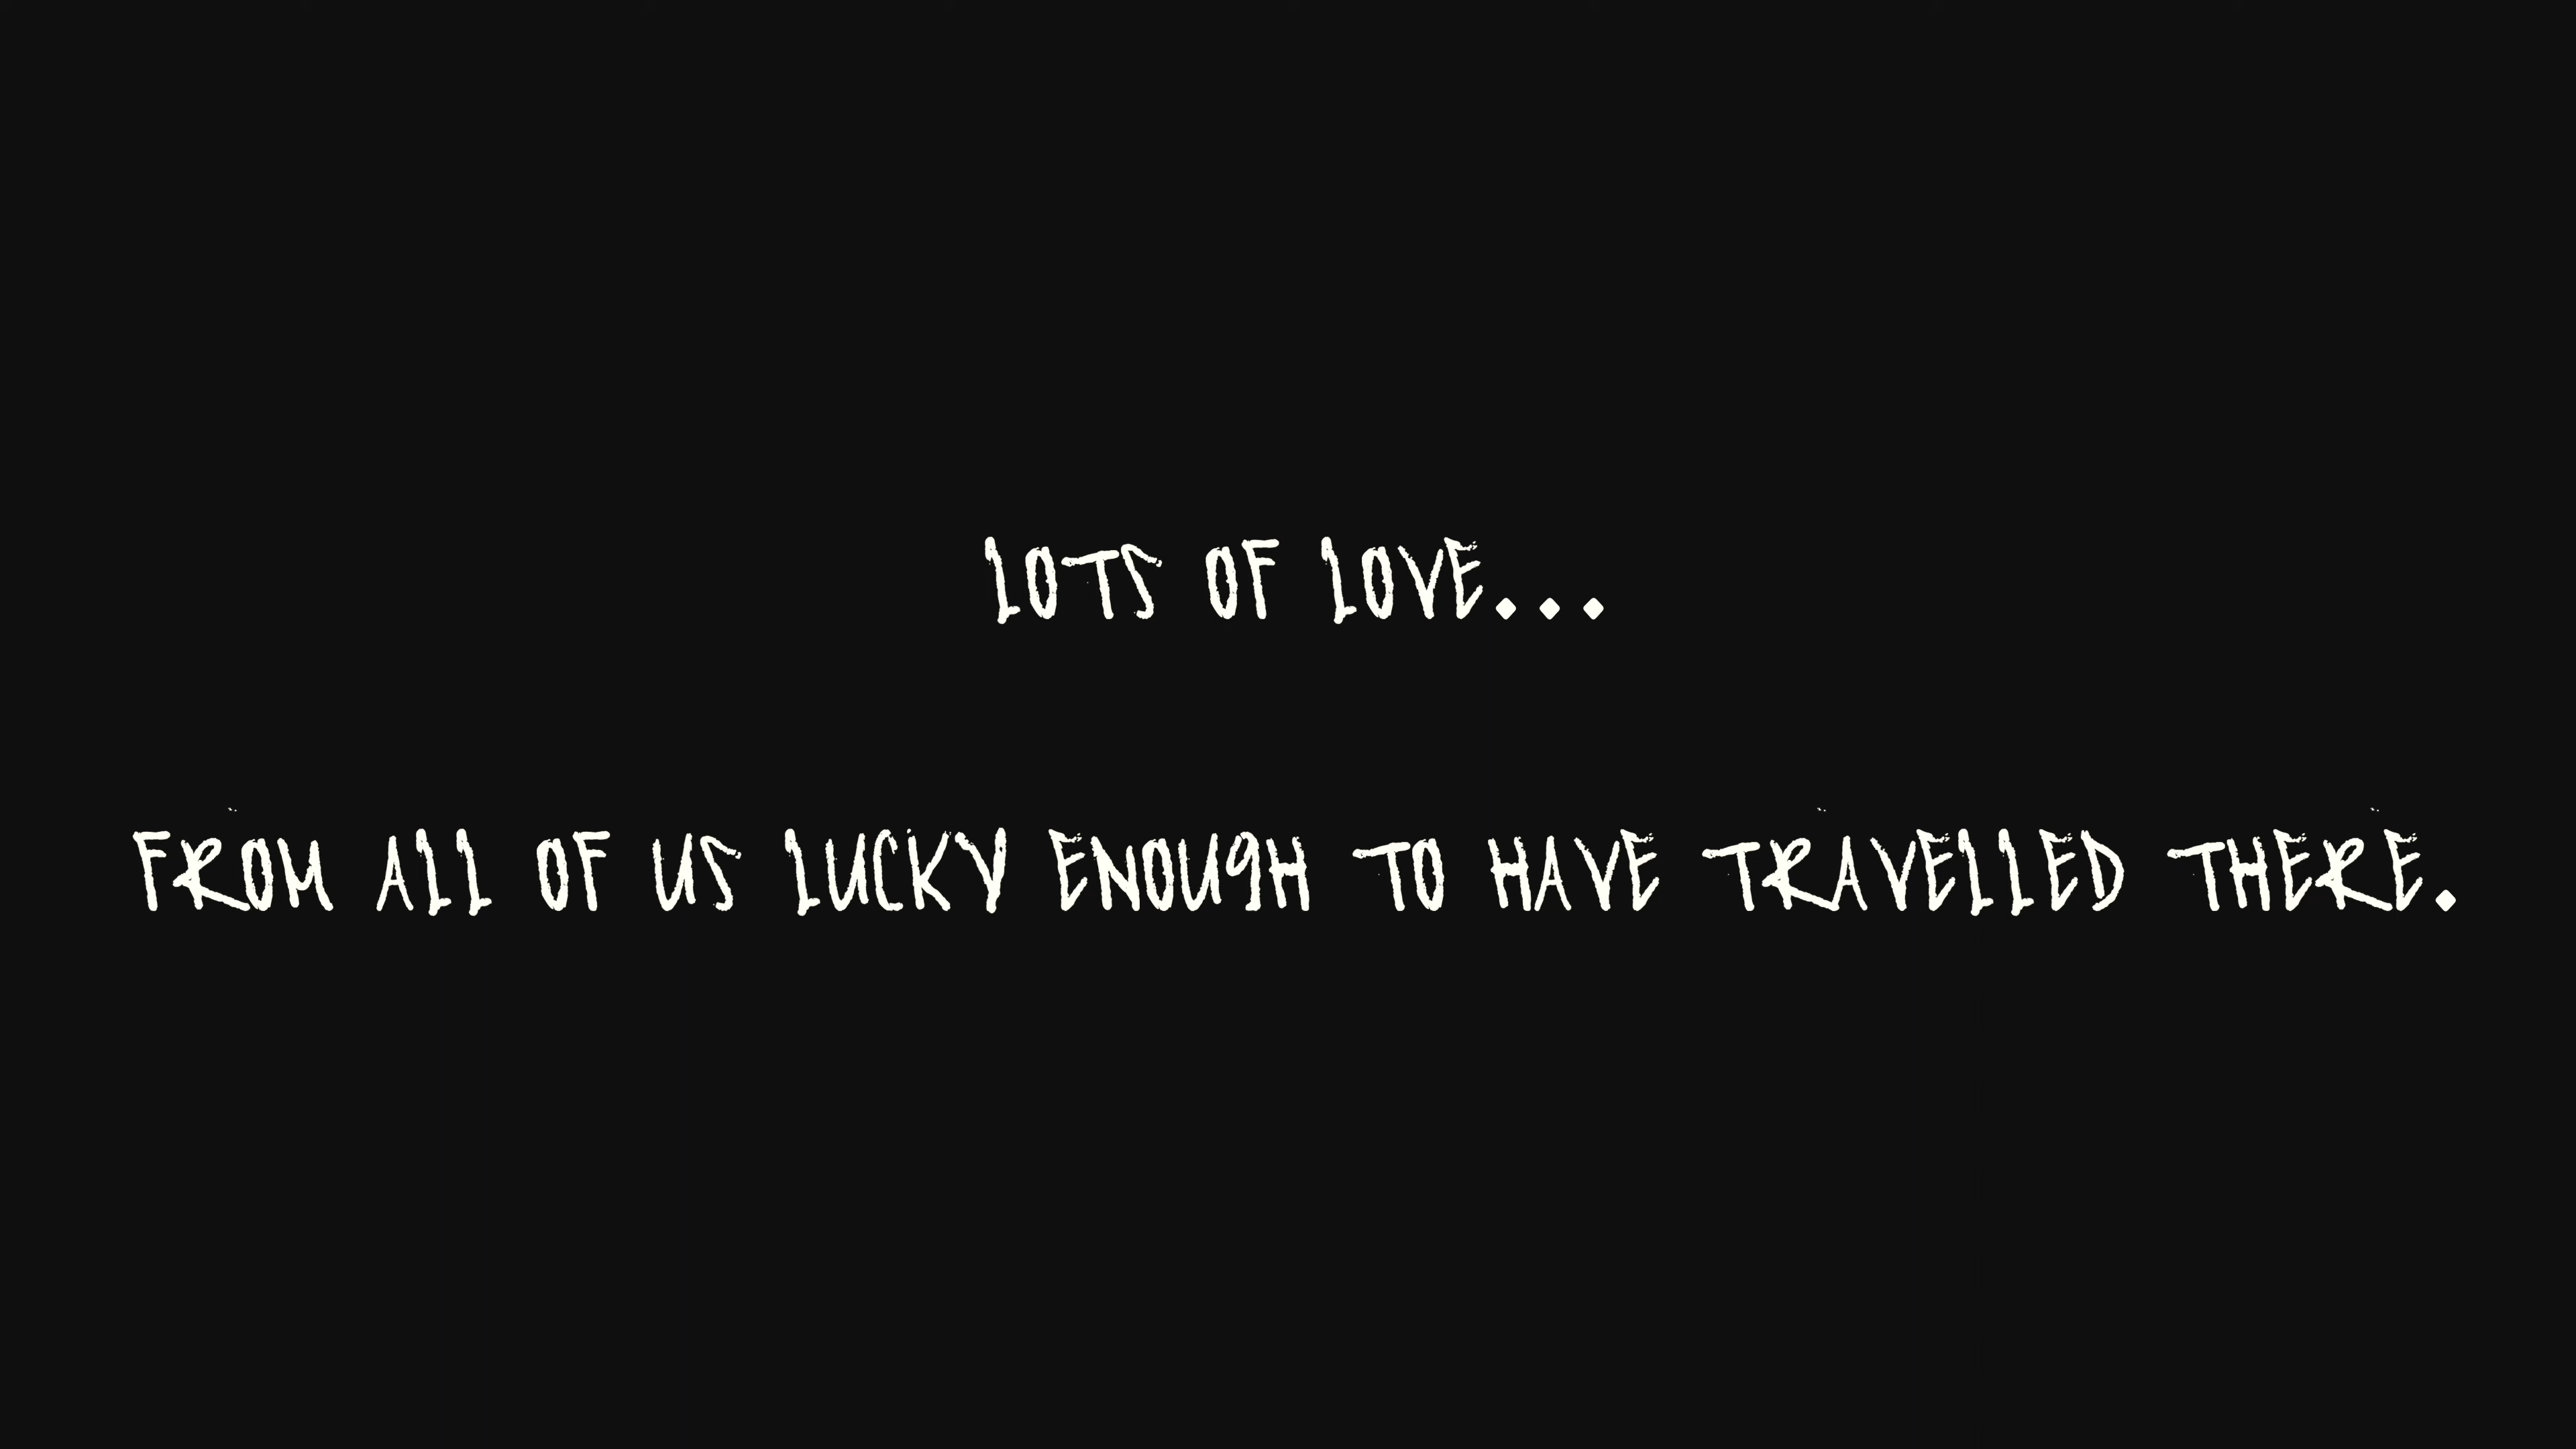 LOTS OF LOVE...
FROM ALL OF US LUCKY ENOUGH TO HAVE TRAVELLED THERE.